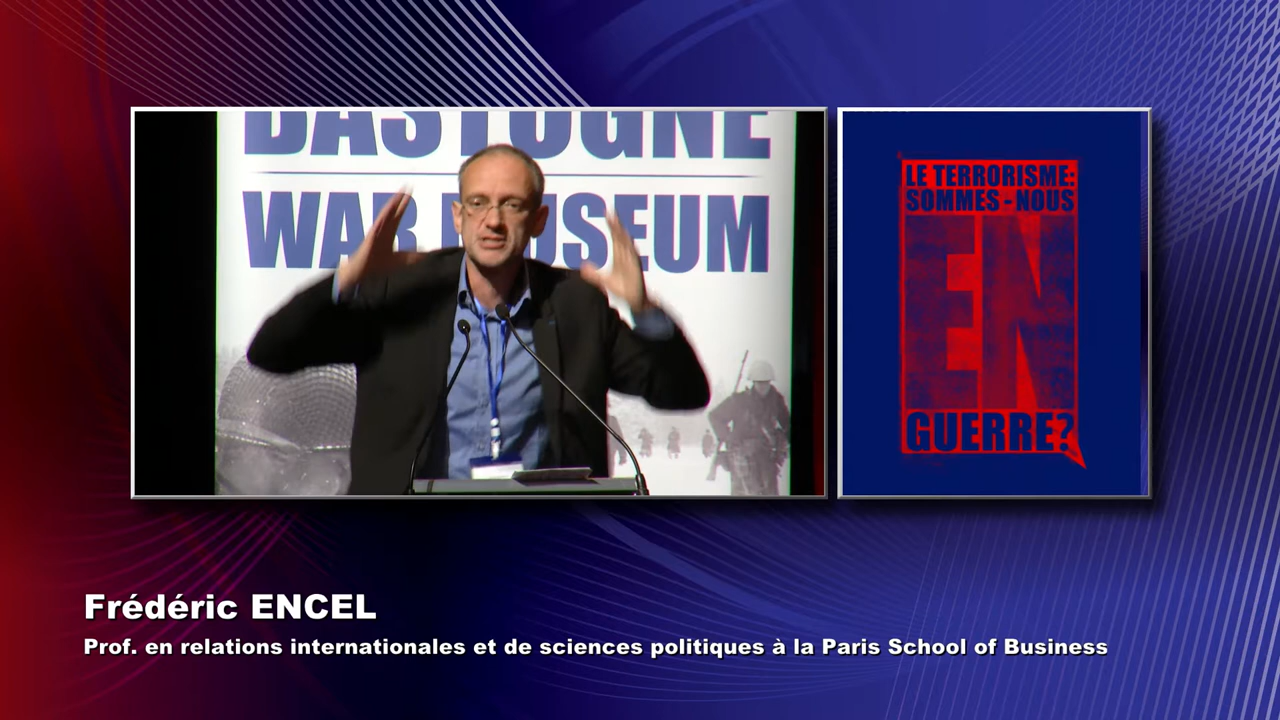 BASTOGNE
WAR MUSEUM
LE TERRORISME:
SOMMES-NOUS
EN
GUERRE?
Frédéric ENCEL
Prof. en relations internationales et de sciences politiques à la Paris School of Business